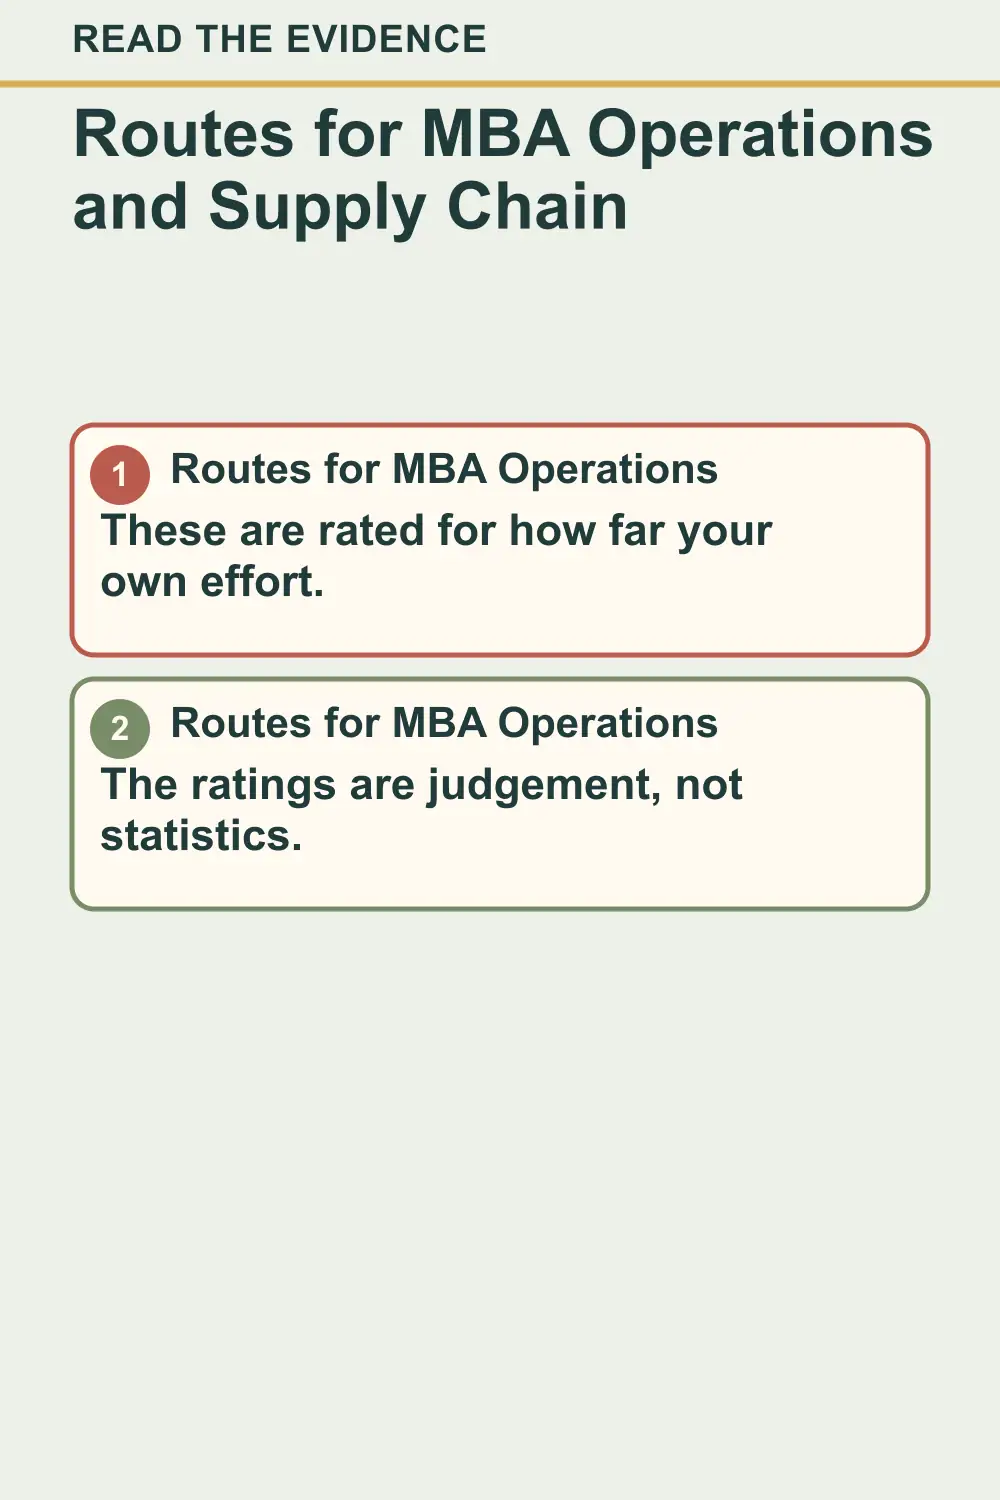 READ THE EVIDENCE
Routes for MBA Operations
and Supply Chain
1 Routes for MBA Operations
These are rated for how far your
own effort.
2 Routes for MBA Operations
The ratings are judgement, not
statistics.